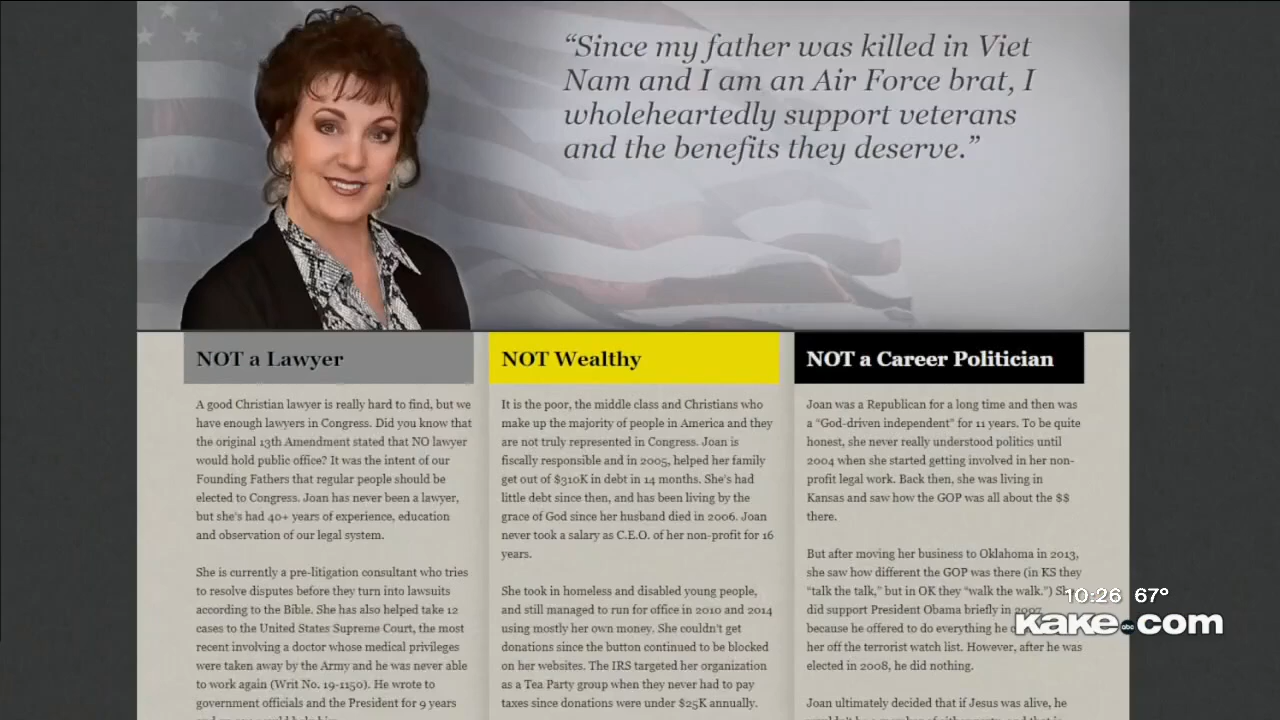 “Since my father was killed in Viet
Nam and I am an Air Force brat, I
wholeheartedly support veterans
and the benefits they deserve.”
NOT a Lawyer
A good Christian lawyer is really hard to find, but we
have enough lawyers in Congress. Did you know that
the original 13th Amendment stated that NO lawyer
would hold public office? It was the intent of our
Founding Fathers that regular people should be
elected to Congress. Joan has never been a lawyer,
but she's had 40+ years of experience, education
and observation of our legal system.
She is currently a pre-litigation consultant who tries
to resolve disputes before they turn into lawsuits
according to the Bible. She has also helped take 12
cases to the United States Supreme Court, the most
recent involving a doctor whose medical privileges
were taken away by the Army and he was never able
to work again (Writ No. 19-1150). He wrote to
government officials and the President for 9 years
NOT Wealthy
It is the poor, the middle class and Christians who
make up the majority of people in America and they
are not truly represented in Congress. Joan is
fiscally responsible and in 2005, helped her family
get out of $310K in debt in 14 months. She's had
little debt since then, and has been living by the
grace of God since her husband died in 2006. Joan
never took a salary as C.E.O. of her non-profit for 16
years.
She took in homeless and disabled young people,
and still managed to run for office in 2010 and 2014
using mostly her own money. She couldn't get
donations since the button continued to be blocked
on her websites. The IRS targeted her organization
as a Tea Party group when they never had to pay
taxes since donations were under $25K annually.
NOT a Career Politician
Joan was a Republican for a long time and then was
a “God-driven independent” for 11 years. To be quite
honest, she never really understood politics until
2004 when she started getting involved in her non-
profit legal work. Back then, she was living in
Kansas and saw how the GOP was all about the $$
there.
But after moving her business to Oklahoma in 2013,
she saw how different the GOP was there (in KS they
“talk the talk,” but in OK they “walk the walk.”)
did support President Obama briefly in
because he offered to do everything he
her off the terrorist watch list. However, after he was
elected in 2008, he did nothing.
Joan ultimately decided that if Jesus was alive, he
10:26 67°
kake abc com